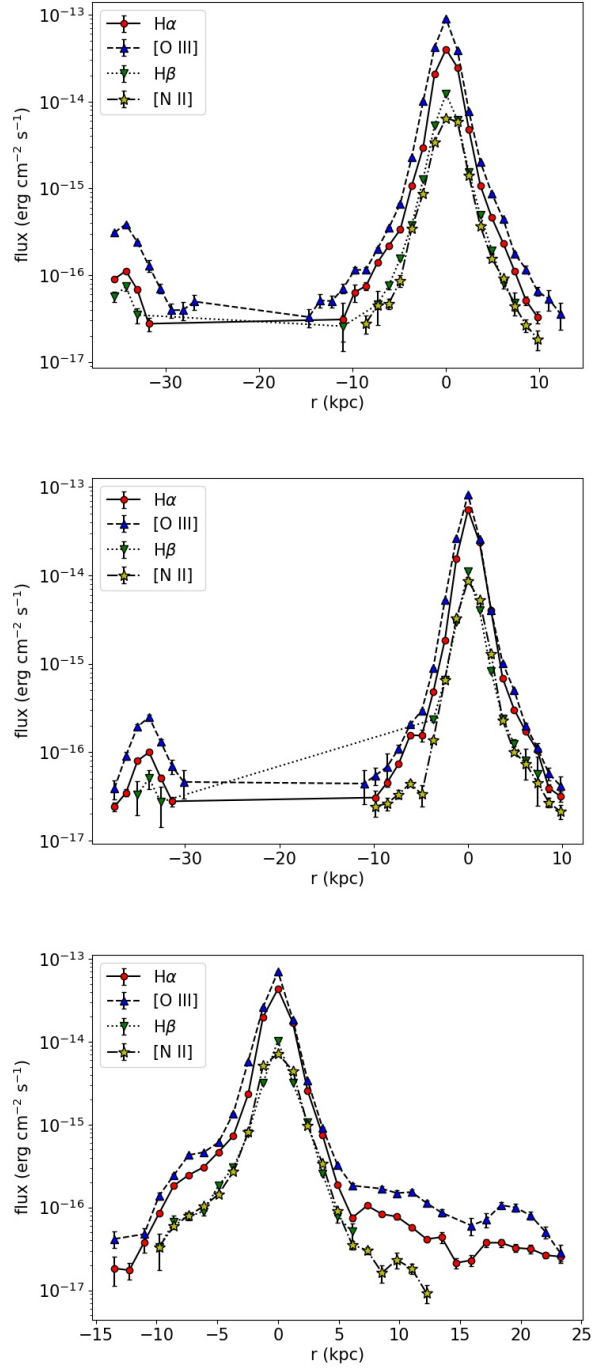 10⁻¹³
10⁻¹⁴
10⁻¹⁵
10⁻¹⁶
10⁻¹⁷
flux (erg cm⁻² s⁻¹)
Hα
[O III]
Hβ
[N II]
−30 −20 −10 0 10
r (kpc)
10⁻¹³
10⁻¹⁴
10⁻¹⁵
10⁻¹⁶
10⁻¹⁷
flux (erg cm⁻² s⁻¹)
Hα
[O III]
Hβ
[N II]
−30 −20 −10 0 10
r (kpc)
10⁻¹³
10⁻¹⁴
10⁻¹⁵
10⁻¹⁶
10⁻¹⁷
flux (erg cm⁻² s⁻¹)
Hα
[O III]
Hβ
[N II]
−15 −10 −5 0 5 10 15 20 25
r (kpc)